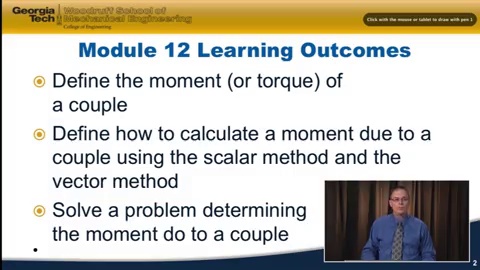 Georgia
Tech
Woodruff School of
Mechanical Engineering
College of Engineering
Click with the mouse or tablet to draw with pen 1
Module 12 Learning Outcomes
Define the moment (or torque) of
a couple
Define how to calculate a moment due to a
couple using the scalar method and the
vector method
Solve a problem determining
the moment do to a couple
2